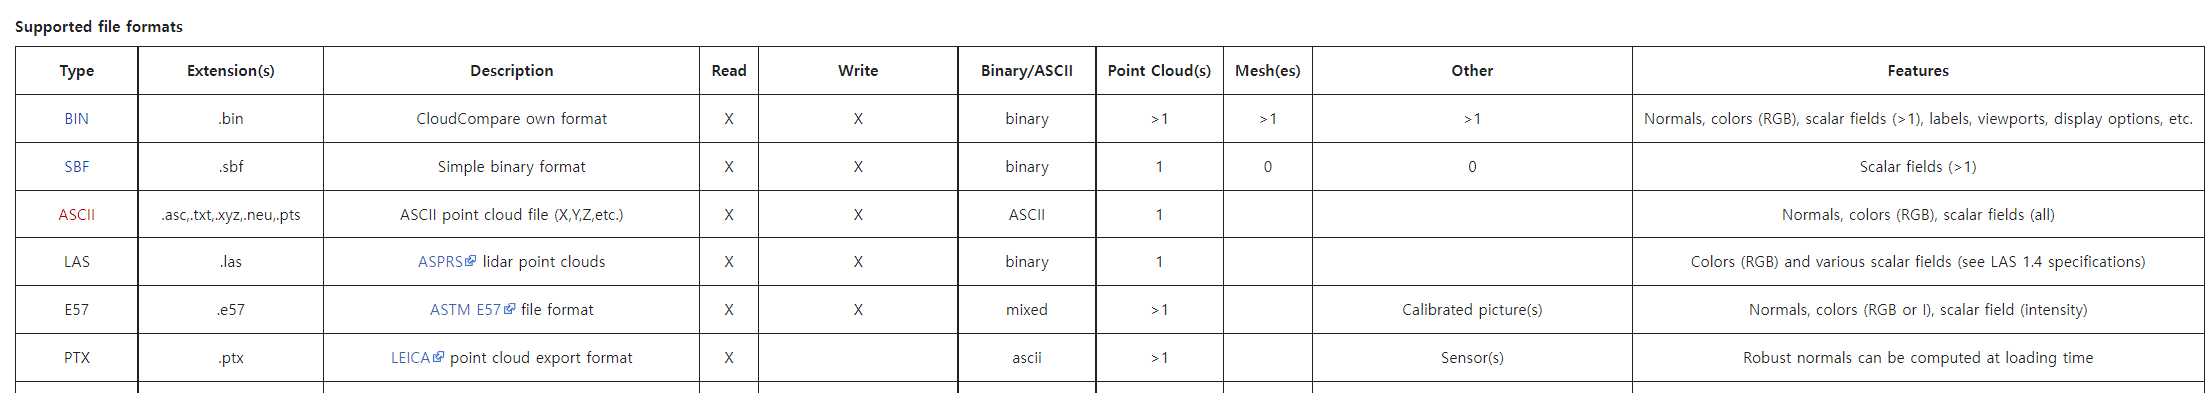 Supported file formats
Type Extension(s) Description Read Write Binary/ASCII Point Cloud(s) Mesh(es) Other Features
BIN .bin CloudCompare own format X X binary >1 >1 >1 Normals, colors (RGB), scalar fields (>1), labels, viewports, display options, etc.
SBF .sbf Simple binary format X X binary 1 0 0 Scalar fields (>1)
ASCII .asc,.txt,.xyz,.neu,.pts ASCII point cloud file (X,Y,Z,etc.) X X ASCII 1 Normals, colors (RGB), scalar fields (all)
LAS .las ASPRS lidar point clouds X X binary 1 Colors (RGB) and various scalar fields (see LAS 1.4 specifications)
E57 .e57 ASTM E57 file format X X mixed >1 Calibrated picture(s) Normals, colors (RGB or I), scalar field (intensity)
PTX .ptx LEICA point cloud export format X ascii >1 Sensor(s) Robust normals can be computed at loading time